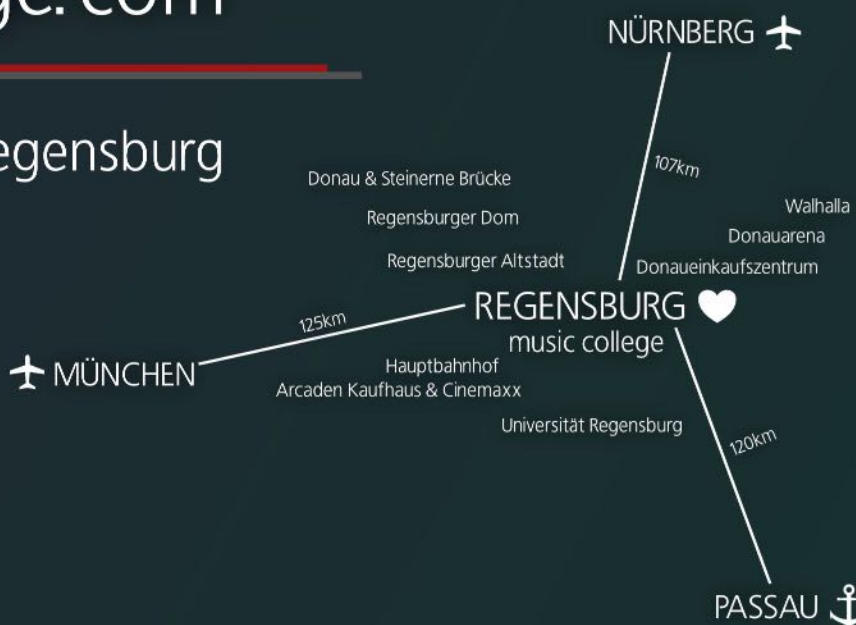 ge.com
egensburg
NÜRNBERG
107km
Donau & Steinerne Brücke
Walhalla
Regensburger Dom
Donauarena
Regensburger Altstadt
Donaueinkaufszentrum
REGENSBURG
music college
125km
MÜNCHEN
Hauptbahnhof
Arcaden Kaufhaus & Cinemaxx
Universität Regensburg
120km
PASSAU